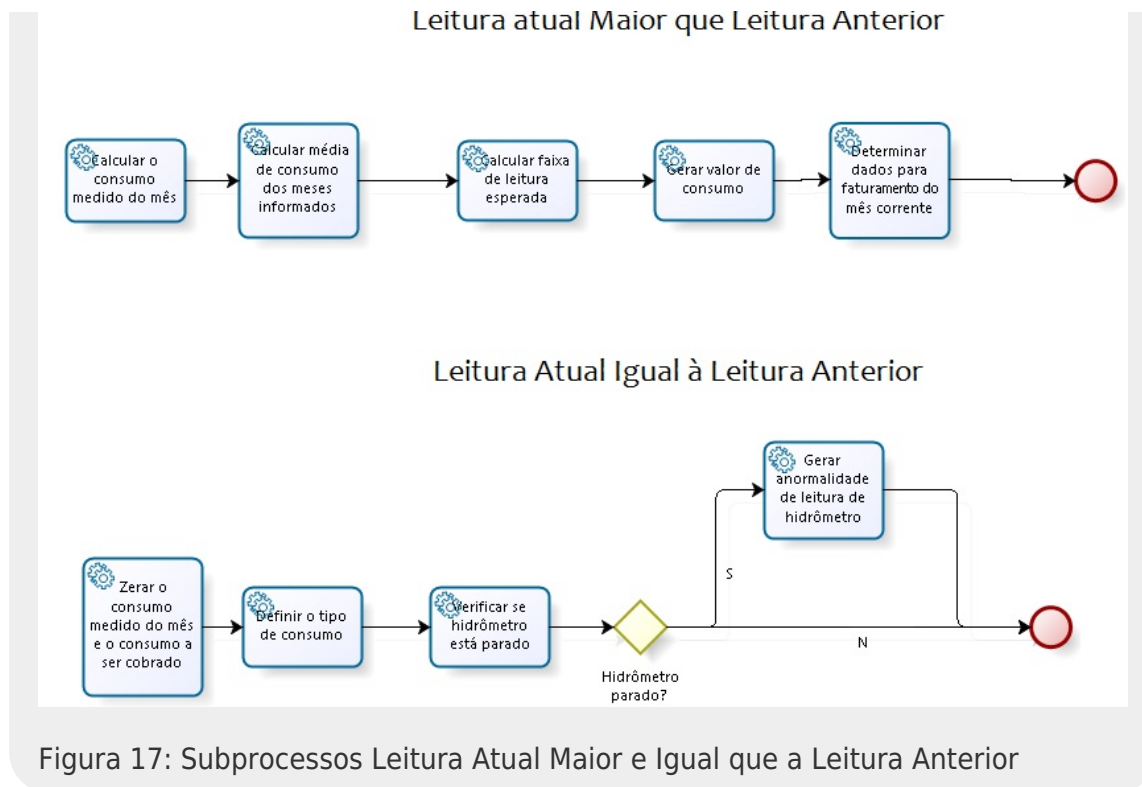 Leitura atual Maior que Leitura Anterior
Calcular o
consumo
medido do mês
Calcular média
de consumo
dos meses
informados
Calcular faixa
de leitura
esperada
Gerar valor de
consumo
Determinar
dados para
faturamento do
mês corrente
Leitura Atual Igual à Leitura Anterior
Zerar o
consumo
medido do mês
e o consumo a
ser cobrado
Definir o tipo
de consumo
Verificar se
hidrômetro
está parado
Hidrômetro
parado?
S
Gerar
anormalidade
de leitura de
hidrômetro
N
Figura 17: Subprocessos Leitura Atual Maior e Igual que a Leitura Anterior